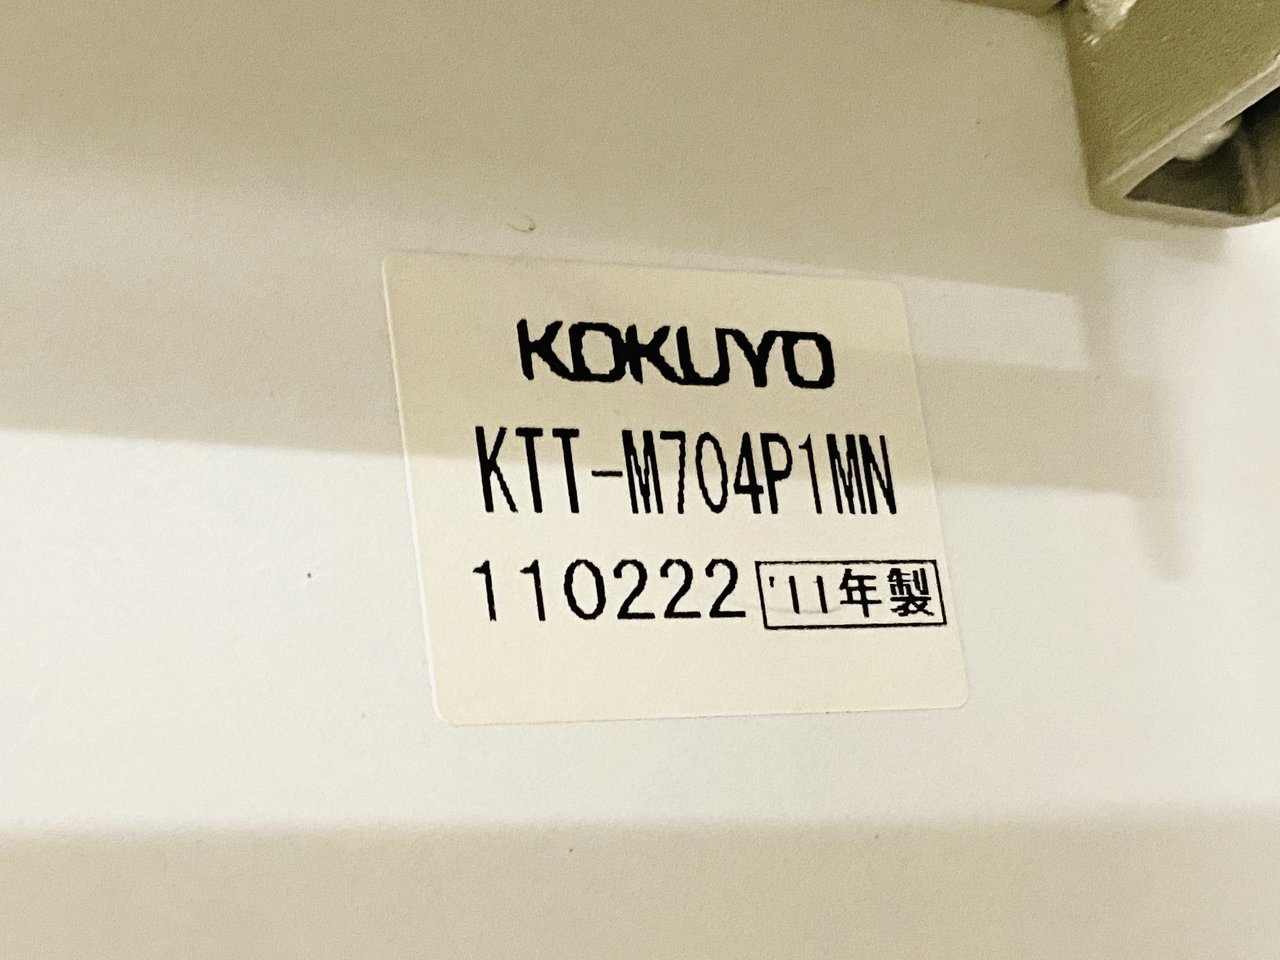 KOKUYO
KTT-M704P1MN
110222 '11年製